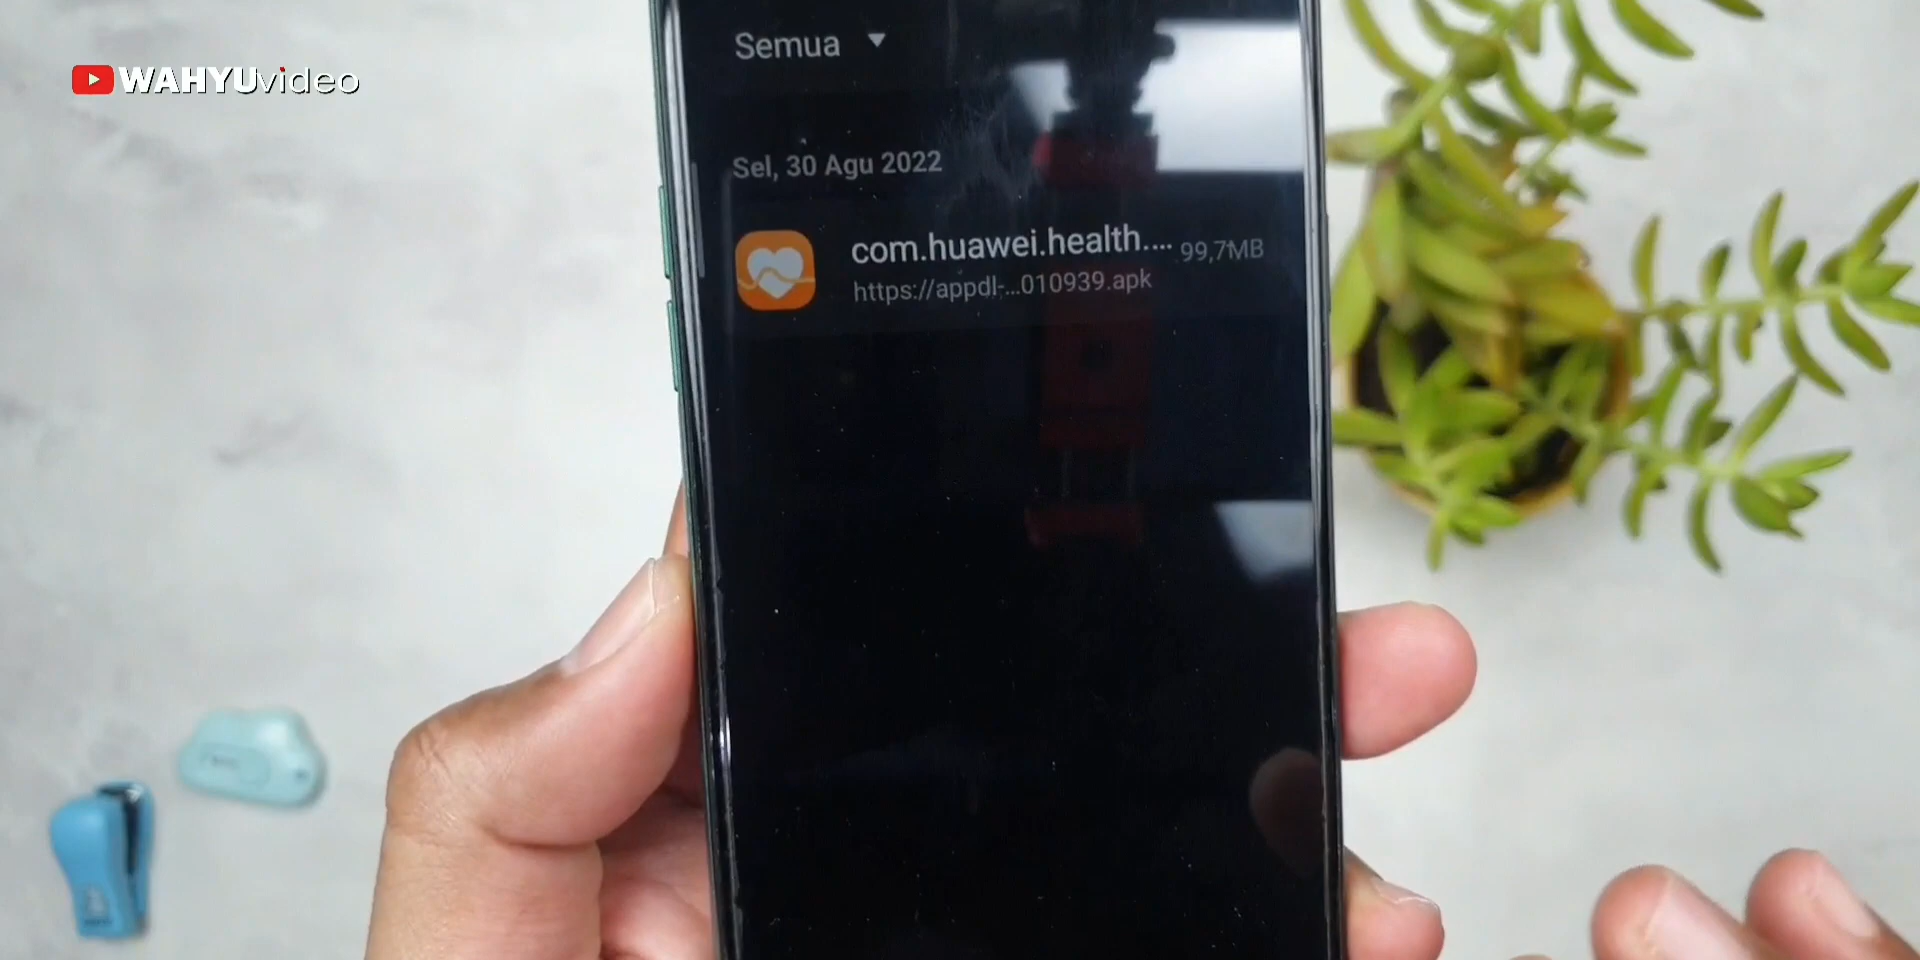 WAHYUvideo
Semua
Sel, 30 Agu 2022
com.huawei.health.... 99,7MB
https://appdl-...010939.apk